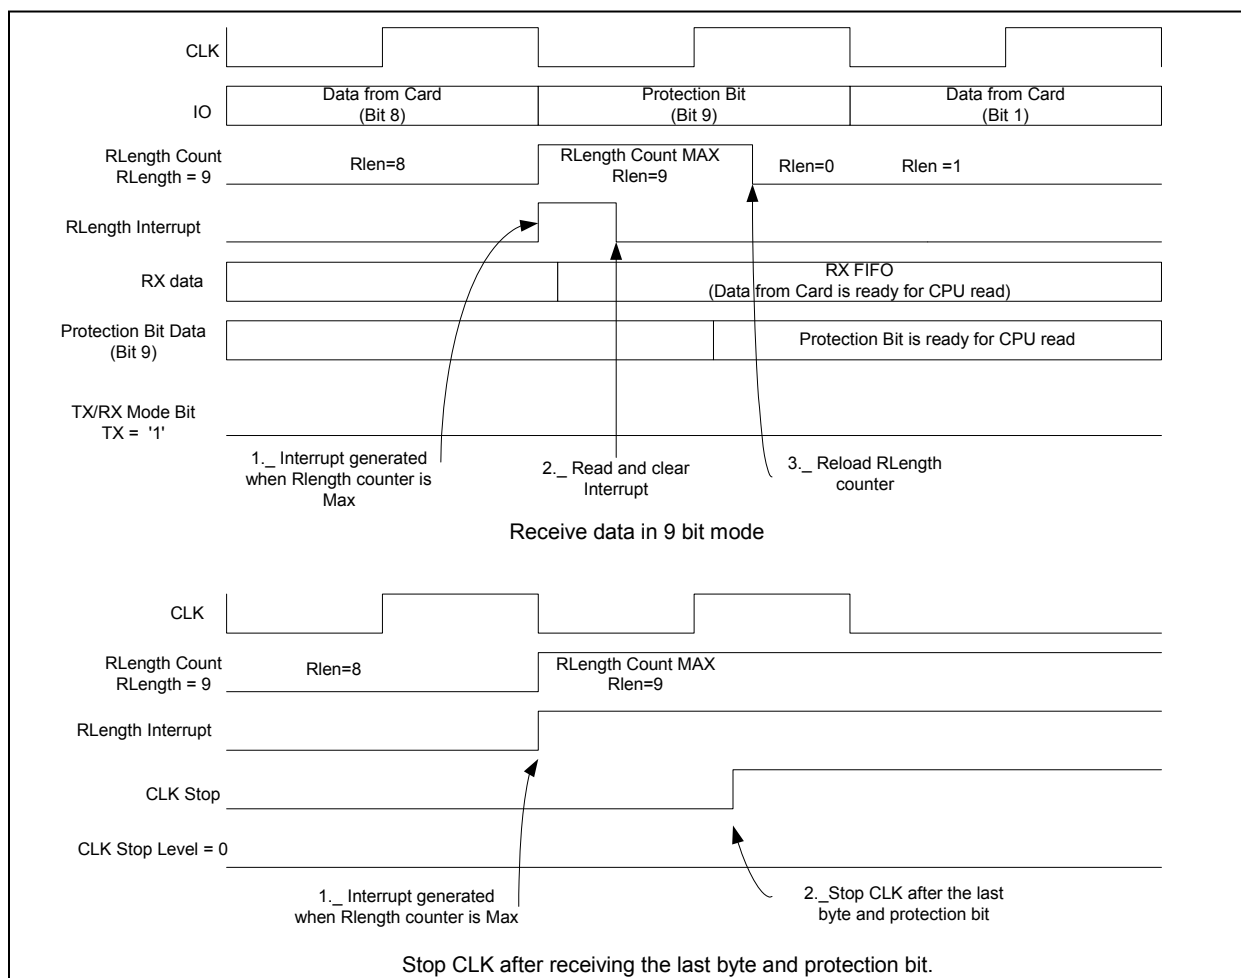 CLK
IO
Data from Card
(Bit 8)
Protection Bit
(Bit 9)
Data from Card
(Bit 1)
RLength Count
RLength = 9
Rlen=8
RLength Count MAX
Rlen=9
Rlen=0
Rlen =1
RLength Interrupt
RX data
RX FIFO
(Data from Card is ready for CPU read)
Protection Bit Data
(Bit 9)
Protection Bit is ready for CPU read
TX/RX Mode Bit
TX = '1'
1._ Interrupt generated
when Rlength counter is
Max
2._ Read and clear
Interrupt
3._ Reload RLength
counter
Receive data in 9 bit mode
CLK
RLength Count
RLength = 9
Rlen=8
RLength Count MAX
Rlen=9
RLength Interrupt
CLK Stop
CLK Stop Level = 0
1._ Interrupt generated
when Rlength counter is Max
2._Stop CLK after the last
byte and protection bit
Stop CLK after receiving the last byte and protection bit.